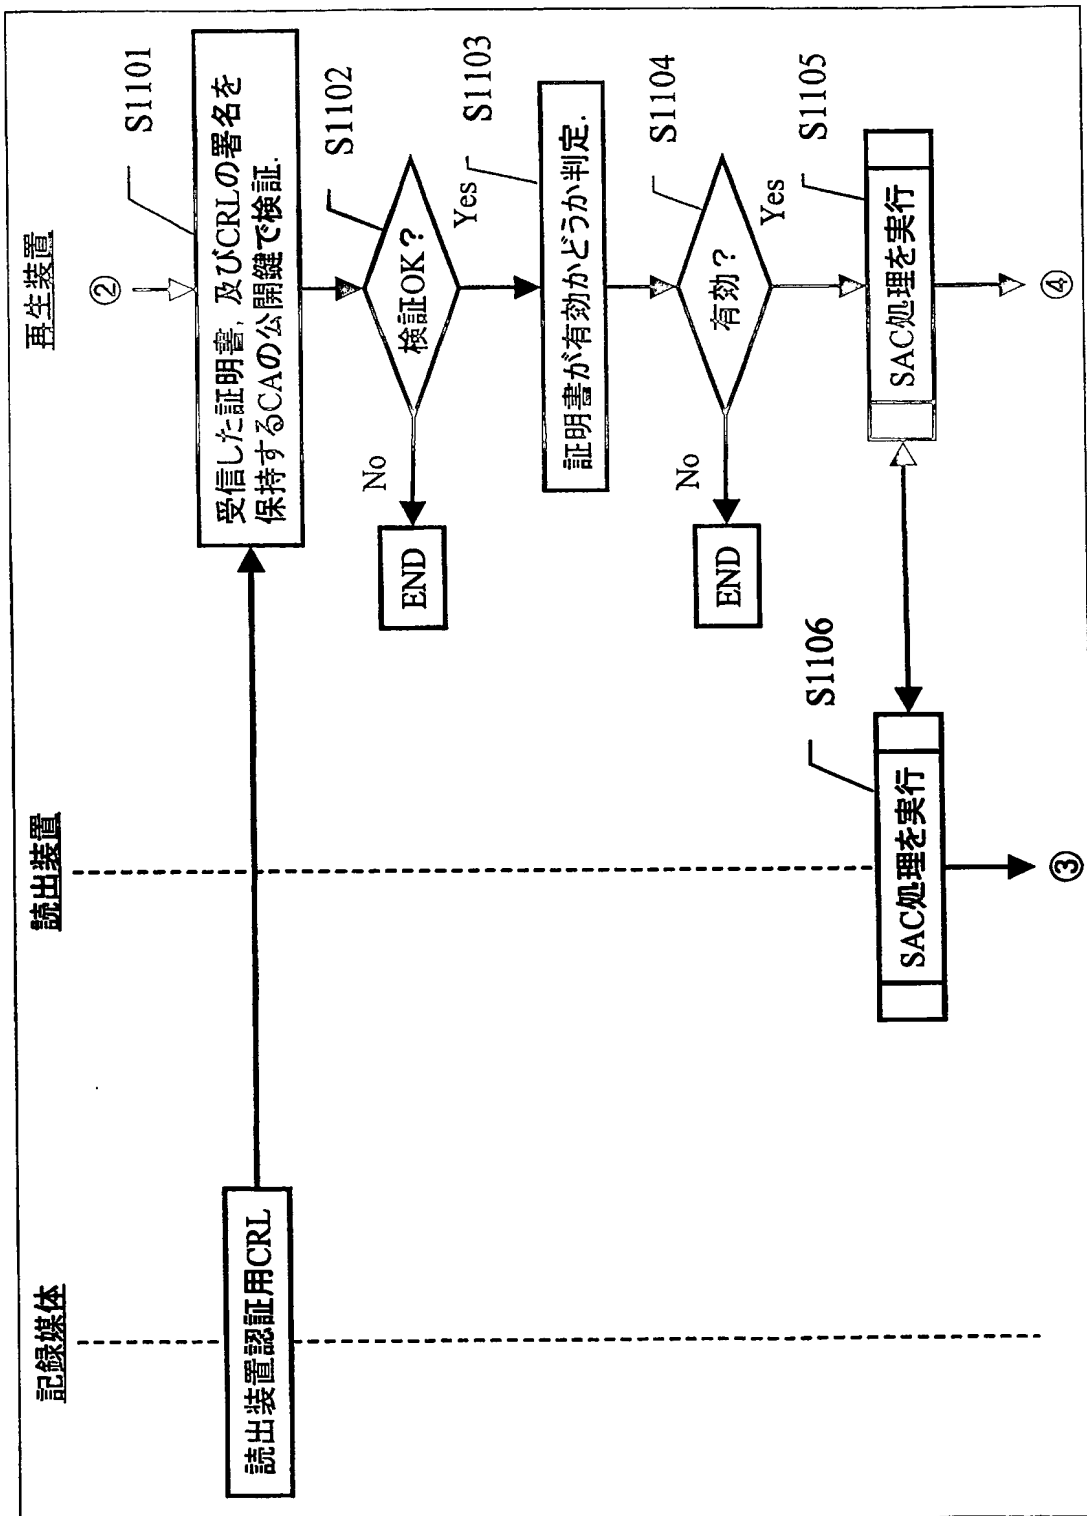 記録媒体
読出装置
再生装置
②
S1101
受信した証明書, 及びCRLの署名を
保持するCAの公開鍵で検証.
読出装置認証用CRL
S1102
検証OK？
No
Yes
END
S1103
証明書が有効かどうか判定.
S1104
有効？
No
Yes
END
S1105
SAC処理を実行
S1106
SAC処理を実行
③
④